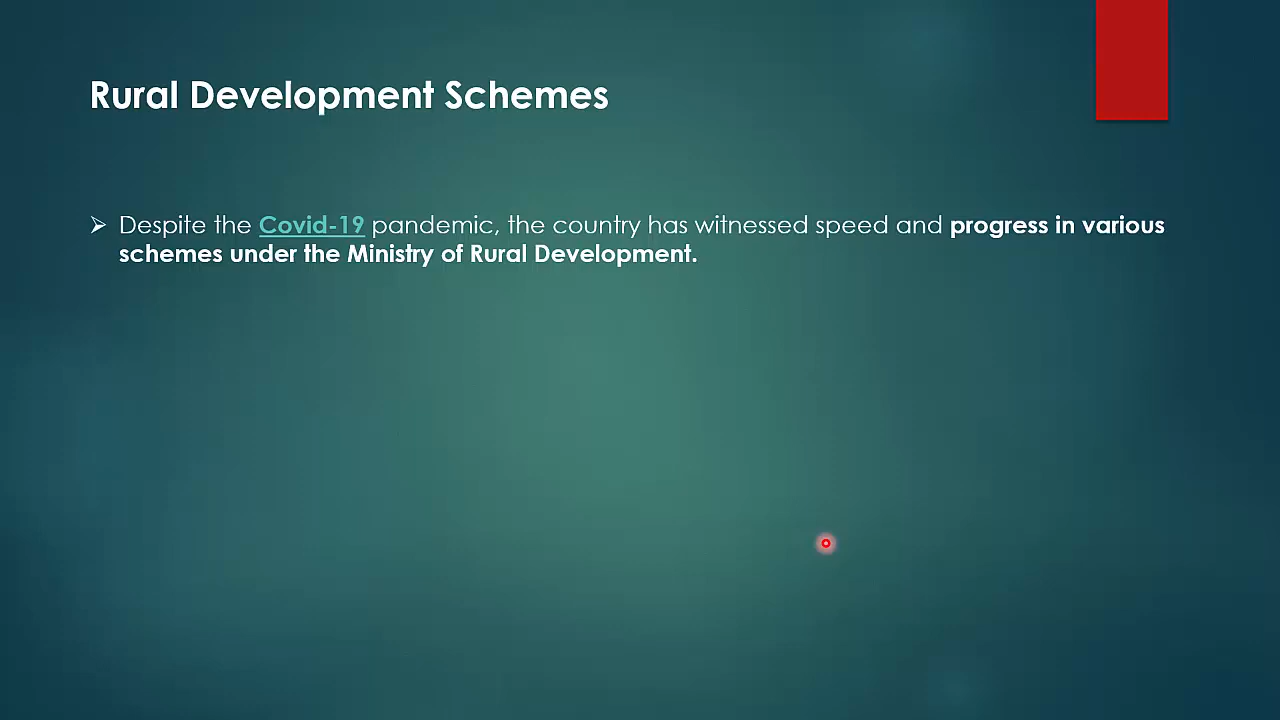 Rural Development Schemes
Despite the Covid-19 pandemic, the country has witnessed speed and progress in various
schemes under the Ministry of Rural Development.